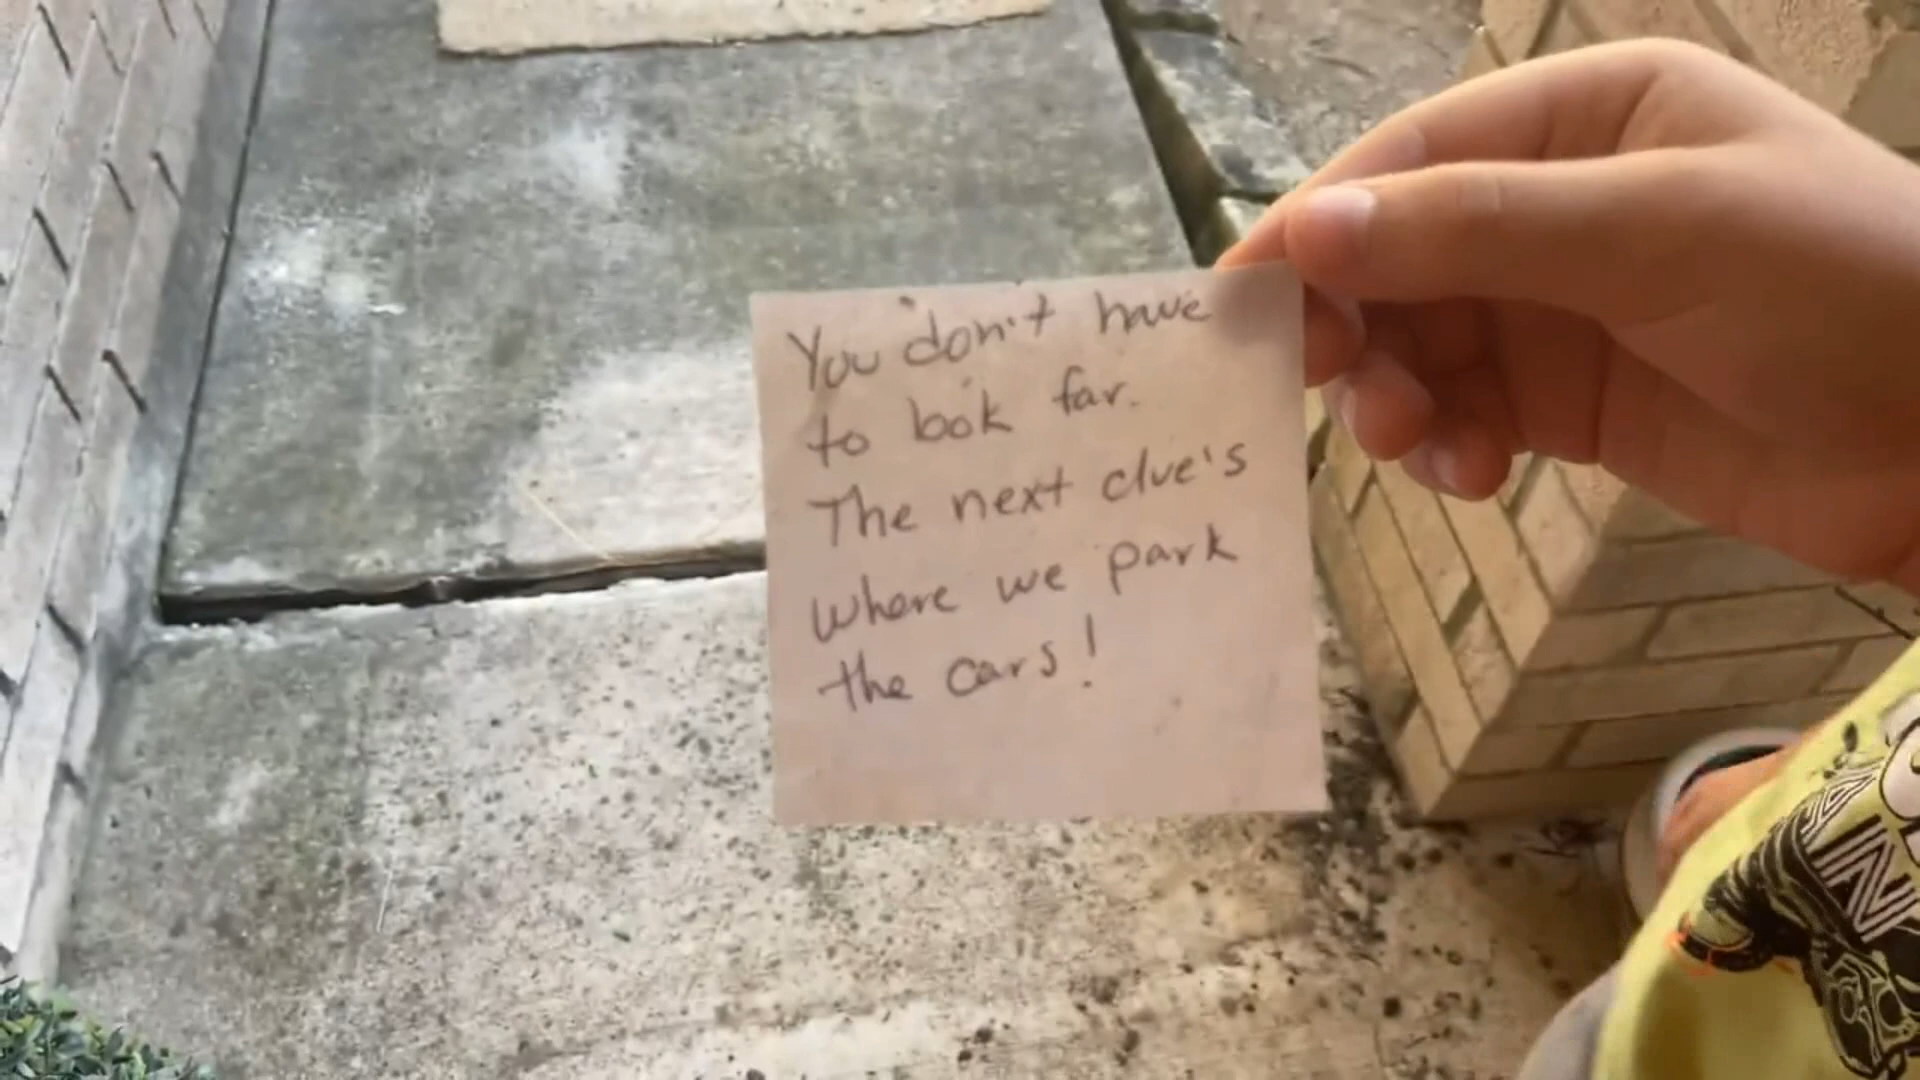 You don't have
to look far.
The next clue's
where we park
the cars!